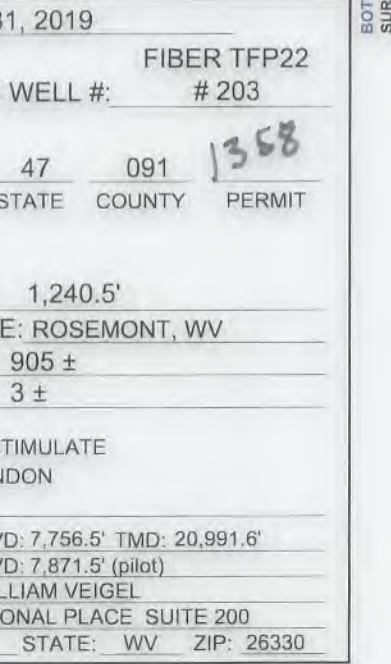 31, 2019
FIBER TFP22
WELL #: # 203
47 091 1358
STATE COUNTY PERMIT
1,240.5'
E: ROSEMONT, WV
905 ±
3 ±
TIMULATE
NDON
VD: 7,756.5' TMD: 20,991.6'
VD: 7,871.5' (pilot)
LLIAM VEIGEL
ONAL PLACE SUITE 200
STATE: WV ZIP: 26330
BOT
SUR